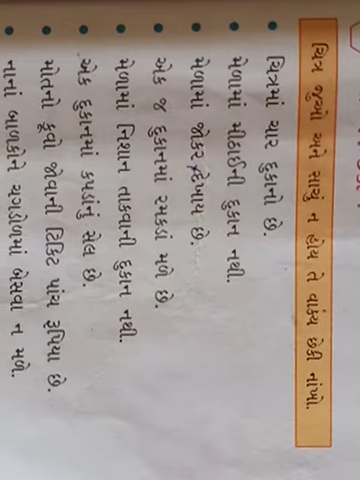 ચિત્ર જુઓ અને સાચું ન હોય તે વાક્ય છેકી નાંખો.
• ચિત્રમાં ચાર દુકાનો છે.
• મેળામાં મીઠાઈની દુકાન નથી.
• મેળામાં જોકર દેખાય છે.
• એક જ દુકાનમાં રમકડાં મળે છે.
• મેળામાં નિશાન તાકવાની દુકાન નથી.
• એક દુકાનમાં કપડાંનું સેલ છે.
• મોતનો કૂવો જોવાની ટિકિટ પાંચ રૂપિયા છે.
• નાનાં બાળકોને ચગડોળમાં બેસવા ન મળે.